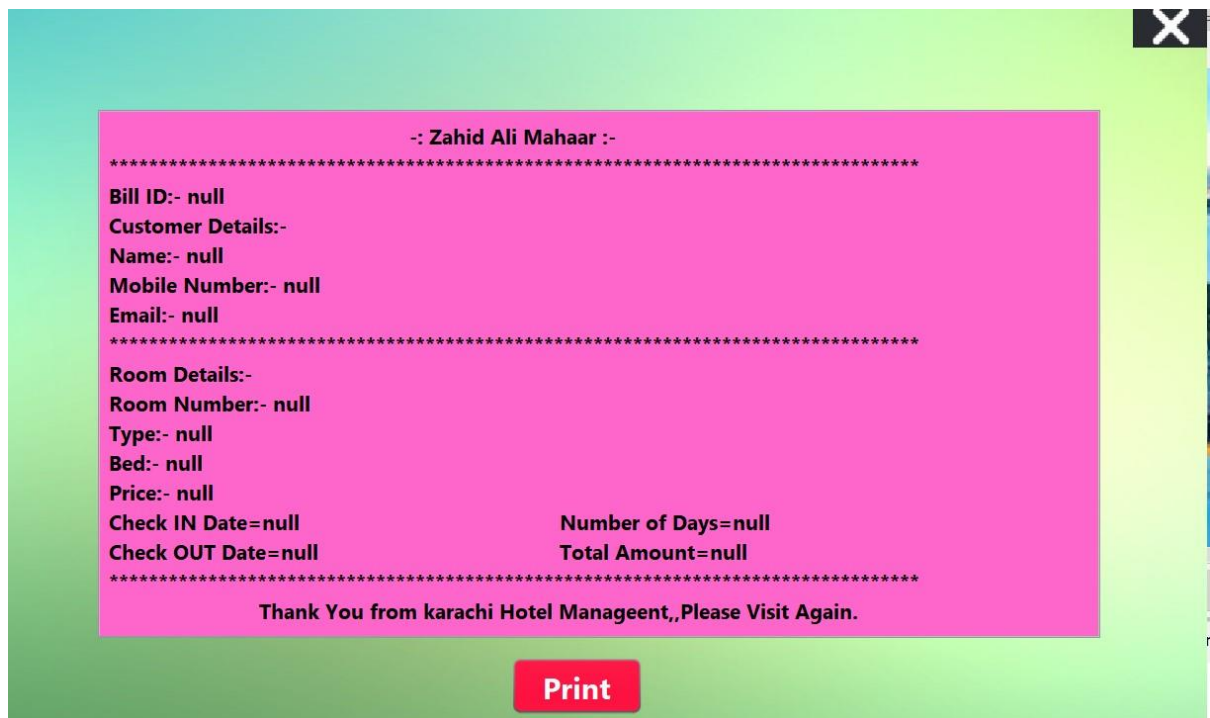 -: Zahid Ali Mahaar :-
**********************************************************************************
Bill ID:- null
Customer Details:-
Name:- null
Mobile Number:- null
Email:- null
**********************************************************************************
Room Details:-
Room Number:- null
Type:- null
Bed:- null
Price:- null
Check IN Date=null Number of Days=null
Check OUT Date=null Total Amount=null
**********************************************************************************
Thank You from karachi Hotel Manageent,,Please Visit Again.
Print